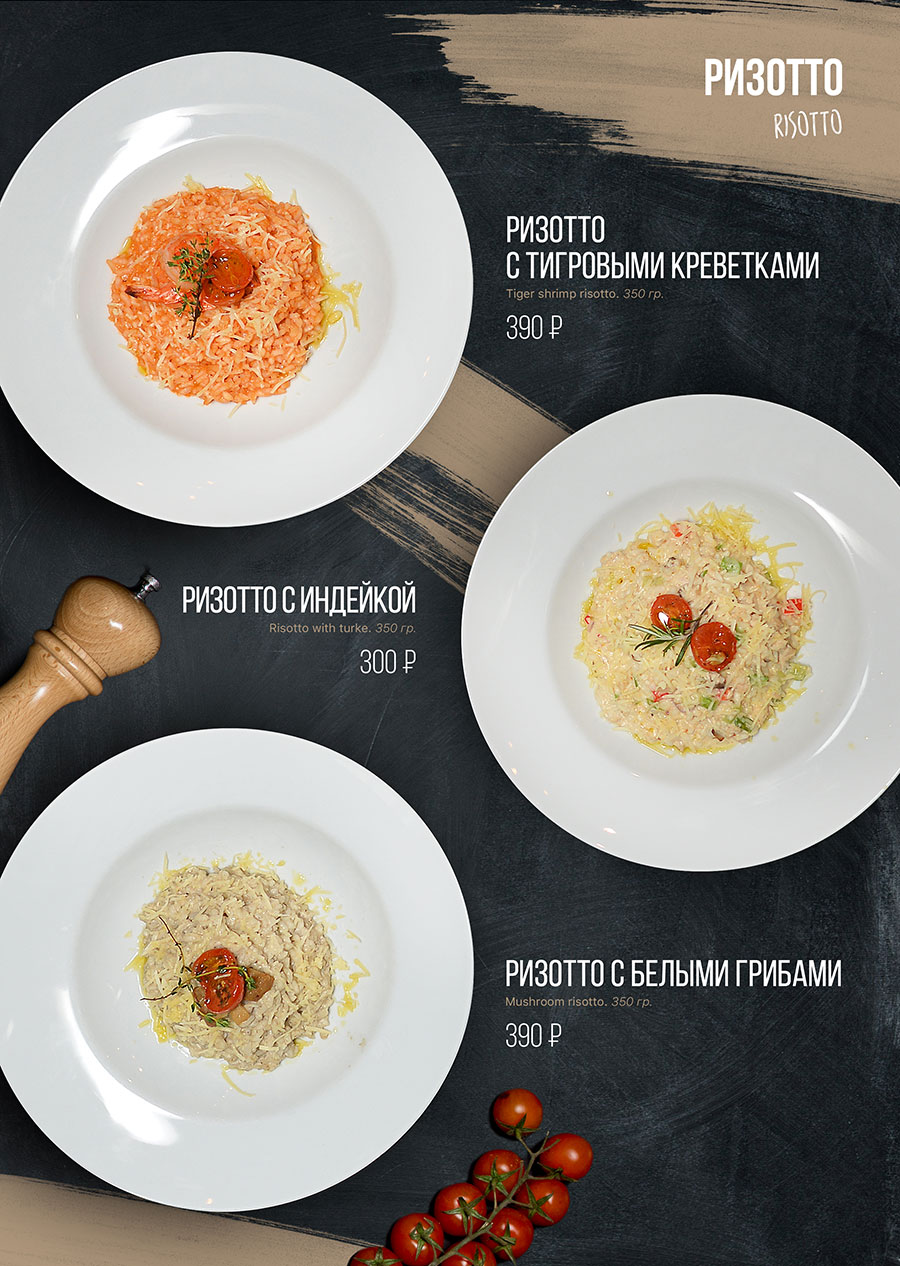 РИЗОТТО
RISOTTO
РИЗОТТО
С ТИГРОВЫМИ КРЕВЕТКАМИ
Tiger shrimp risotto. 350 гр.
390 ₽
РИЗОТТО С ИНДЕЙКОЙ
Risotto with turke. 350 гр.
300 ₽
РИЗОТТО С БЕЛЫМИ ГРИБАМИ
Mushroom risotto. 350 гр.
390 ₽